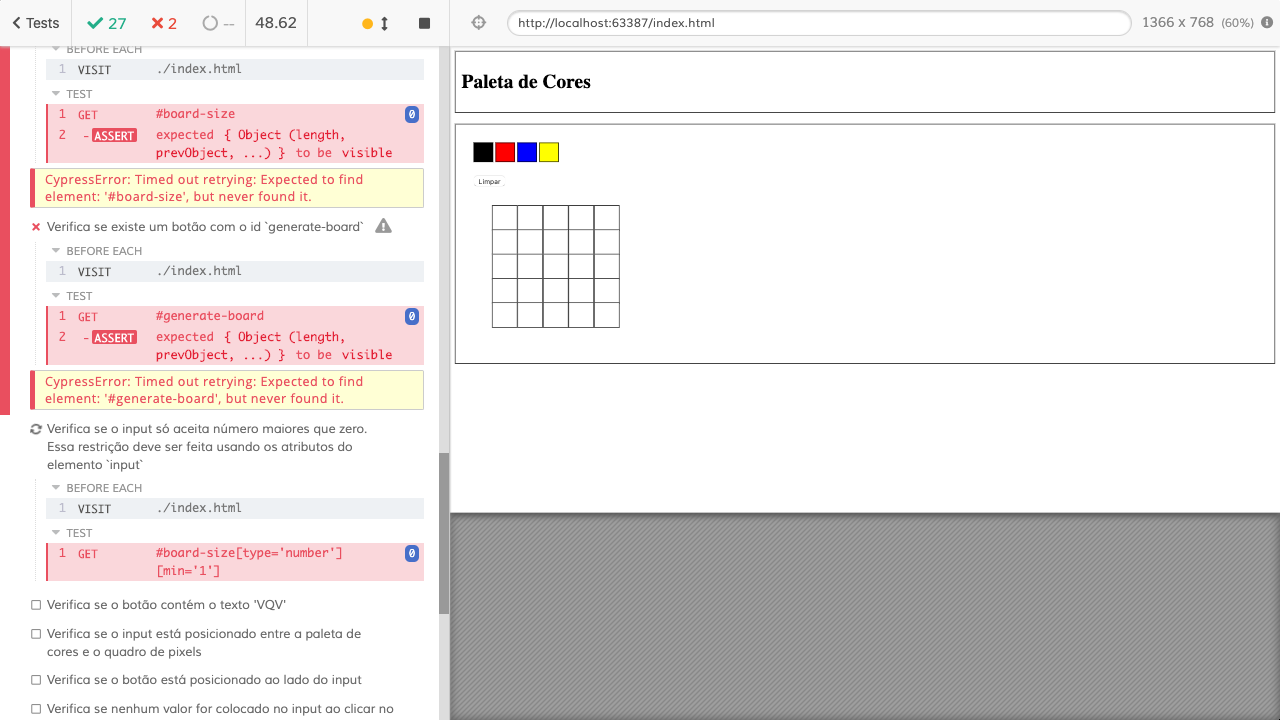 Tests
27
2
--
48.62
BEFORE EACH
1 VISIT ./index.html
TEST
1 GET #board-size 0
2 -ASSERT expected { Object (length,
prevObject, ...) } to be visible
CypressError: Timed out retrying: Expected to find
element: '#board-size', but never found it.
Verifica se existe um botão com o id `generate-board`
BEFORE EACH
1 VISIT ./index.html
TEST
1 GET #generate-board 0
2 -ASSERT expected { Object (length,
prevObject, ...) } to be visible
CypressError: Timed out retrying: Expected to find
element: '#generate-board', but never found it.
Verifica se o input só aceita número maiores que zero.
Essa restrição deve ser feita usando os atributos do
elemento `input`
BEFORE EACH
1 VISIT ./index.html
TEST
1 GET #board-size[type='number'] 0
[min='1']
Verifica se o botão contém o texto 'VQV'
Verifica se o input está posicionado entre a paleta de
cores e o quadro de pixels
Verifica se o botão está posicionado ao lado do input
Verifica se nenhum valor for colocado no input ao clicar no
http://localhost:63387/index.html
1366 x 768 (60%)
Paleta de Cores
Limpar